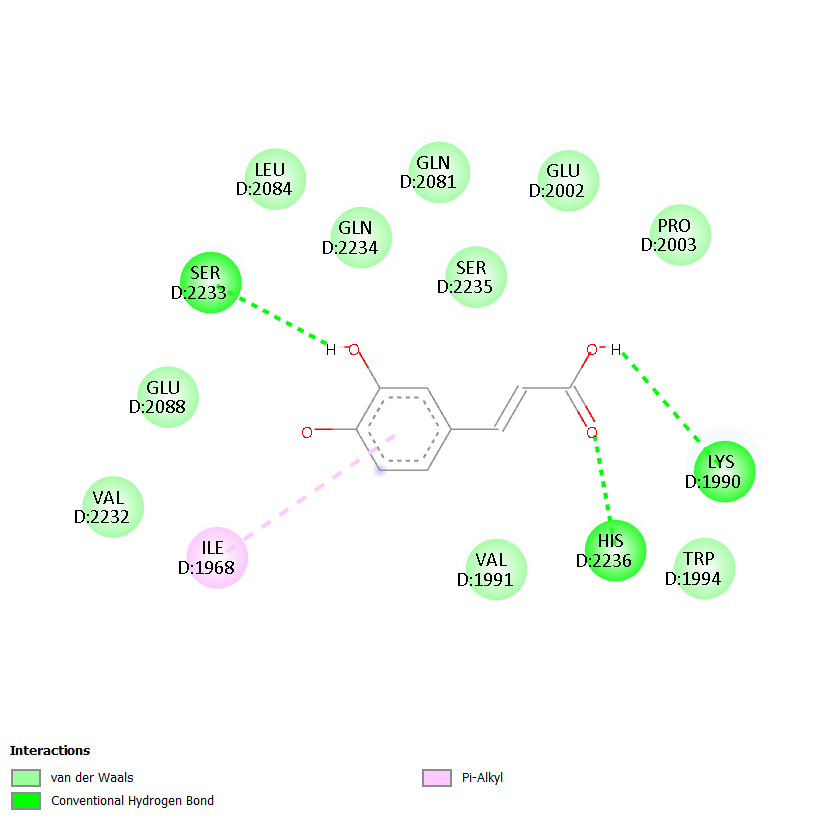 LEU
D:2084
GLN
D:2081
GLU
D:2002
GLN
D:2234
PRO
D:2003
SER
D:2233
SER
D:2235
H
O
O
H
GLU
D:2088
O
O
LYS
D:1990
VAL
D:2232
ILE
D:1968
VAL
D:1991
HIS
D:2236
TRP
D:1994
Interactions
van der Waals
Conventional Hydrogen Bond
Pi-Alkyl